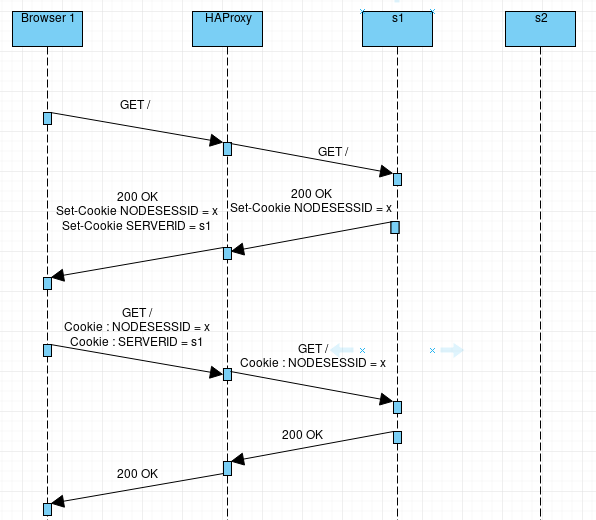 Browser 1
HAProxy
s1
s2
GET /
GET /
200 OK
Set-Cookie NODESESSID = x
200 OK
Set-Cookie NODESESSID = x
Set-Cookie SERVERID = s1
GET /
Cookie : NODESESSID = x
Cookie : SERVERID = s1
GET /
Cookie : NODESESSID = x
200 OK
200 OK